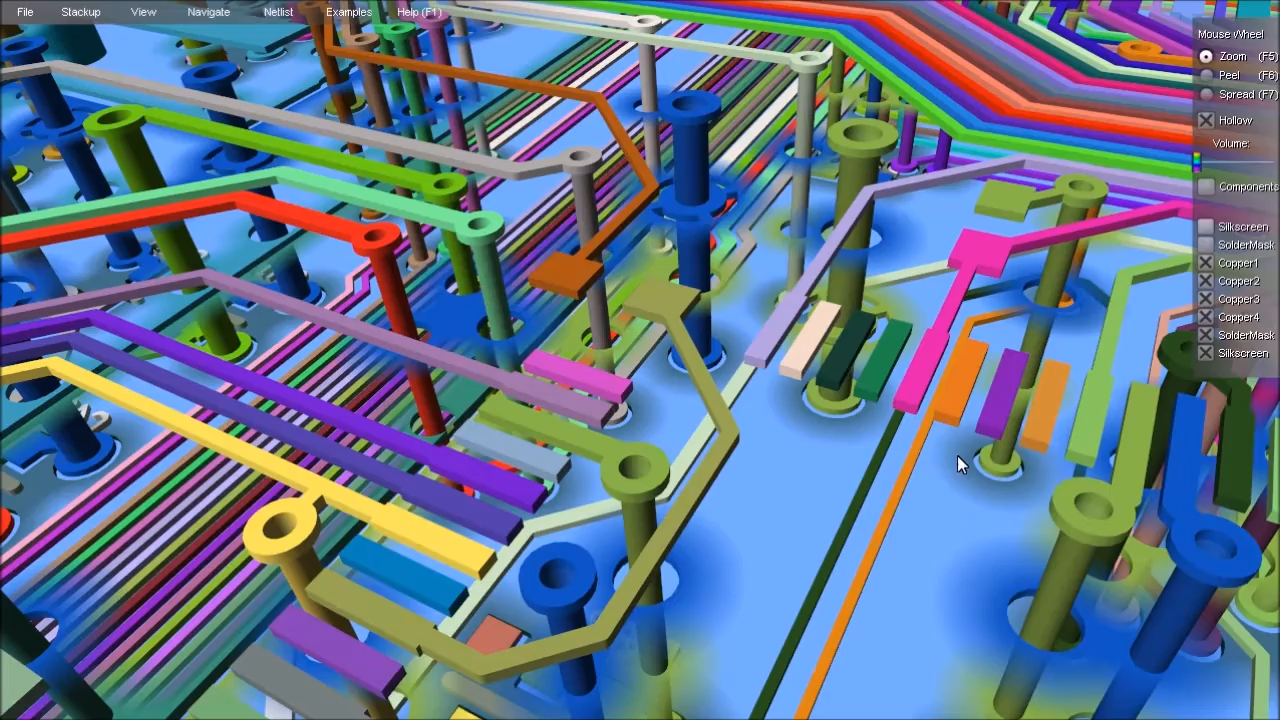 File Stackup View Navigate Netlist Examples Help (F1)
Mouse Wheel
Zoom (F5)
Peel (F6)
Spread (F7)
Hollow
Volume:
Components
Silkscreen
SolderMask
Copper1
Copper2
Copper3
Copper4
SolderMask
Silkscreen